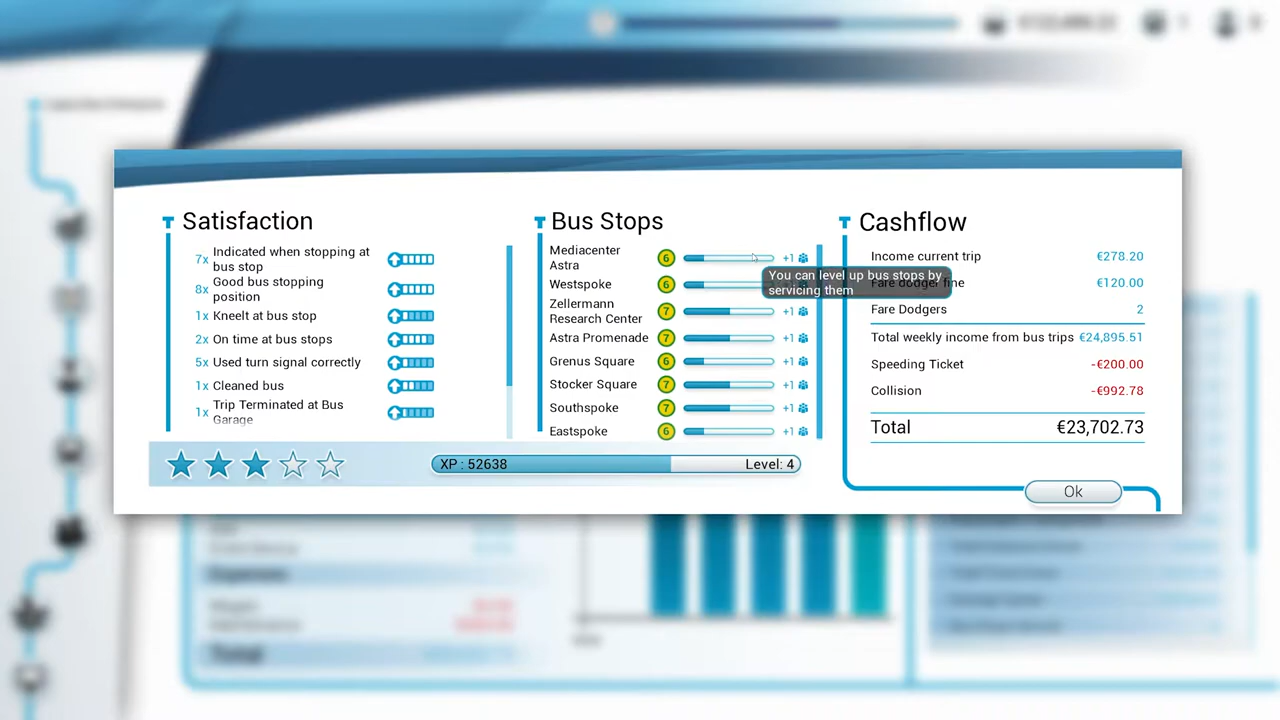 Satisfaction
7x Indicated when stopping at
bus stop
8x Good bus stopping
position
1x Kneelt at bus stop
2x On time at bus stops
5x Used turn signal correctly
1x Cleaned bus
1x Trip Terminated at Bus
Garage
XP : 52638 Level: 4
Bus Stops
Mediacenter
Astra 6 +1
Westspoke 6
Zellermann
Research Center 7 +1
Astra Promenade 7 +1
Grenus Square 6 +1
Stocker Square 7 +1
Southspoke 7 +1
Eastspoke 6 +1
You can level up bus stops by
servicing them
Cashflow
Income current trip €278.20
Fare dodger fine €120.00
Fare Dodgers 2
Total weekly income from bus trips €24,895.51
Speeding Ticket -€200.00
Collision -€992.78
Total €23,702.73
Ok
Expenses
Total